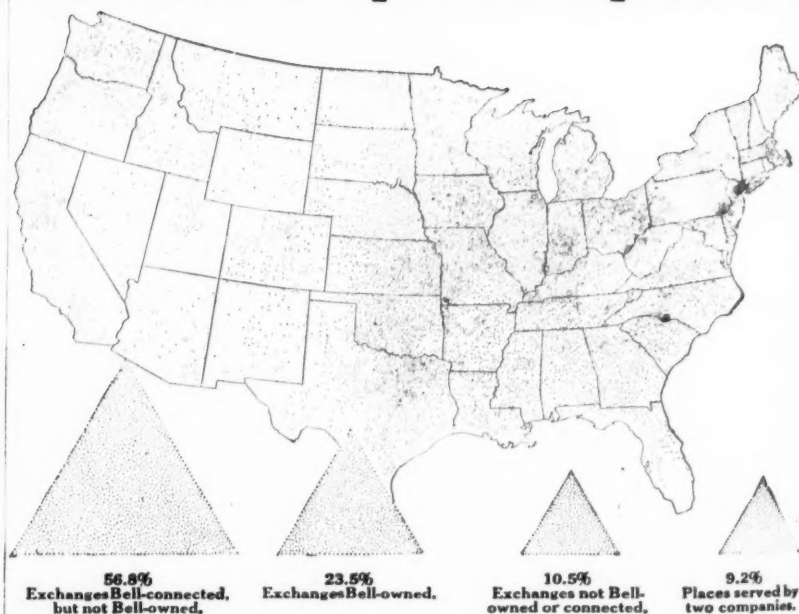 56.8%
Exchanges Bell-connected,
but not Bell-owned.
23.5%
Exchanges Bell-owned.
10.5%
Exchanges not Bell-
owned or connected.
9.2%
Places served by
two companies